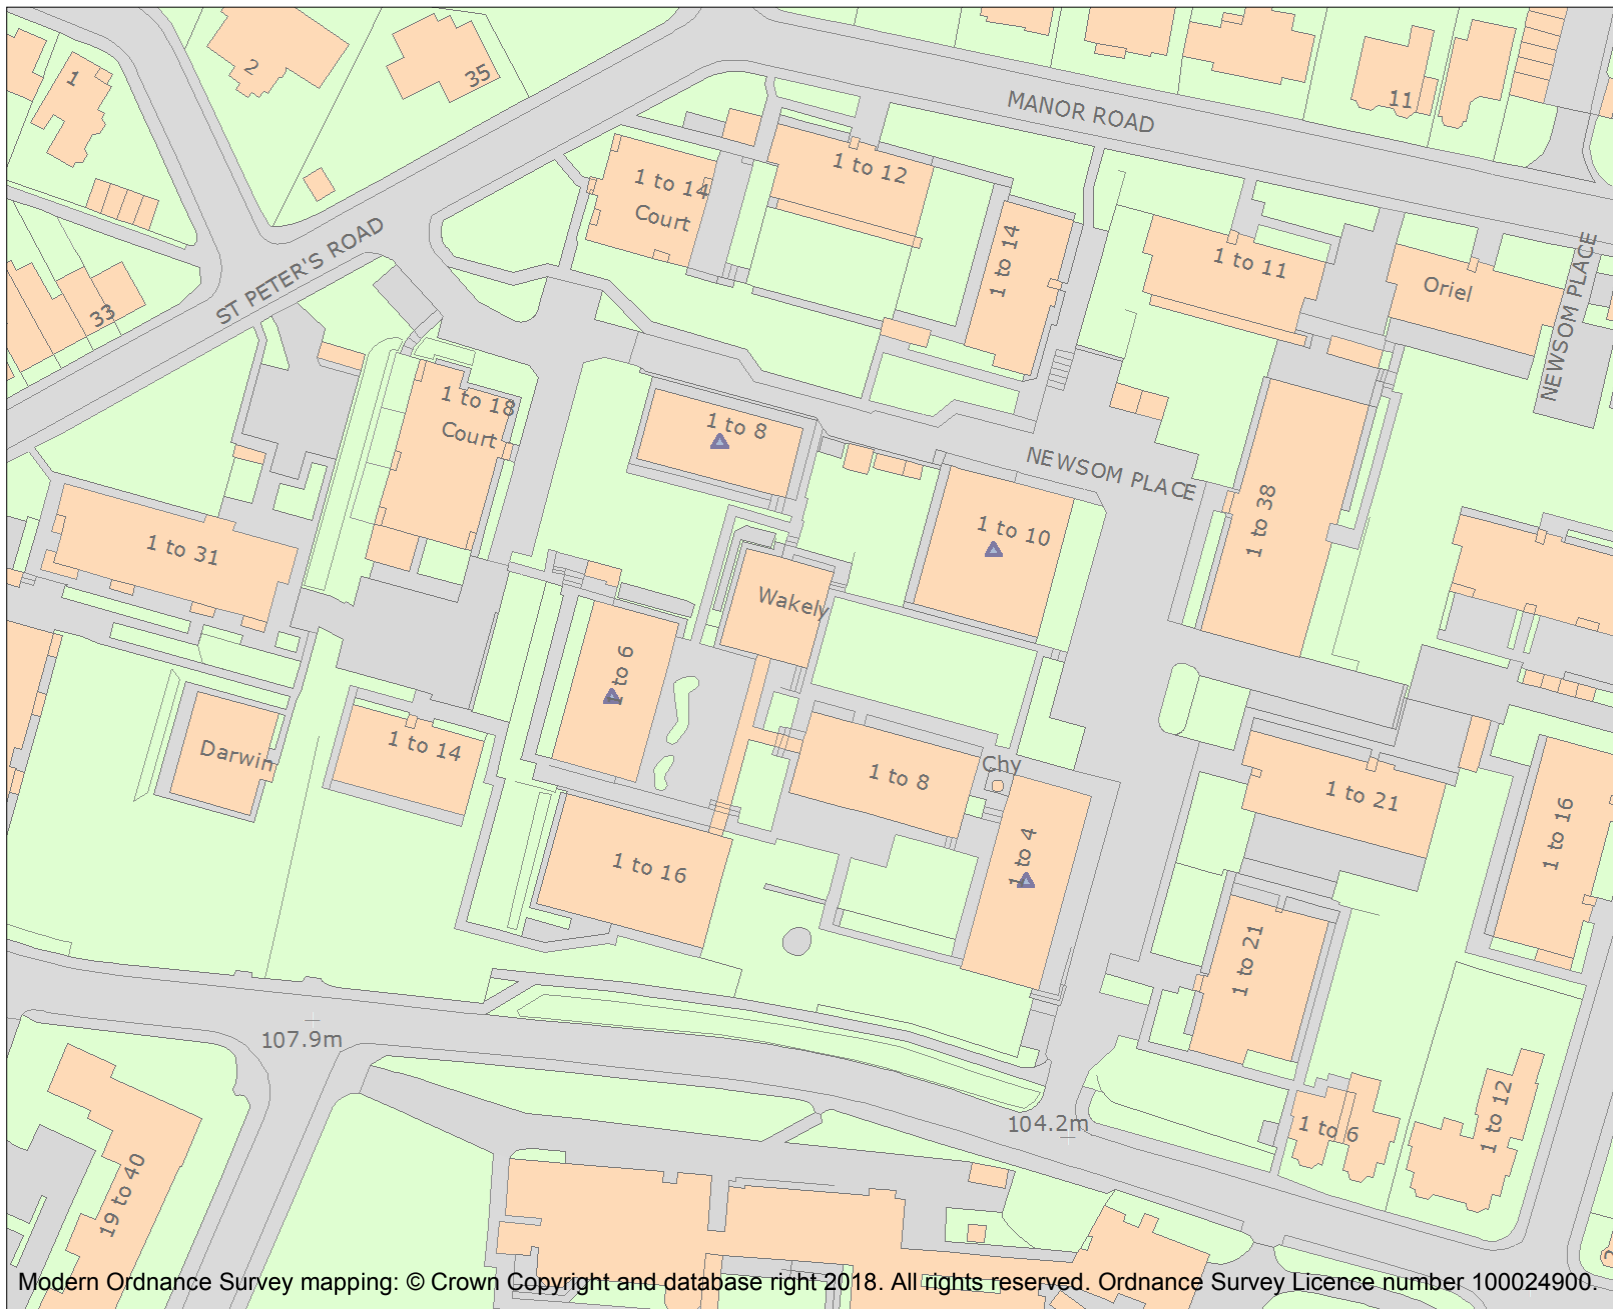 1
2
35
MANOR ROAD
11
1 to 12
1 to 14
Court
ST PETER'S ROAD
33
1 to 14
1 to 11
Oriel
NEWSOM PLACE
1 to 18
Court
1 to 8
NEWSOM PLACE
1 to 10
1 to 38
1 to 31
Wakely
1 to 6
Darwin
1 to 14
1 to 8
Chy
1 to 21
1 to 16
1 to 16
1 to 4
1 to 21
107.9m
104.2m
1 to 6
1 to 12
19 to 40
Modern Ordnance Survey mapping: © Crown Copyright and database right 2018. All rights reserved. Ordnance Survey Licence number 100024900.